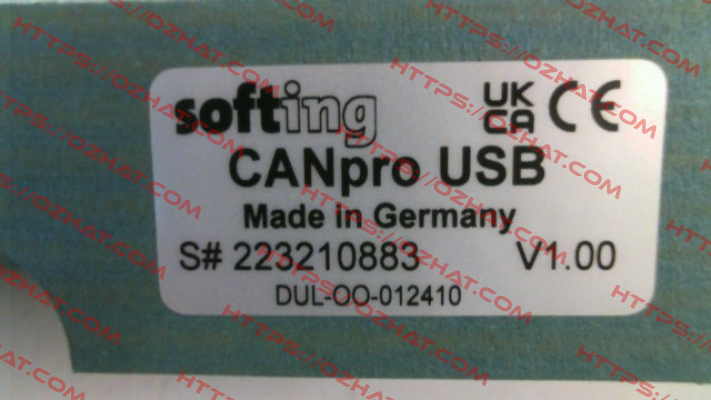 softing UK CA CE
CANpro USB
Made in Germany
S# 223210883 V1.00
DUL-OO-012410
HTTPS://OZHAT.COM